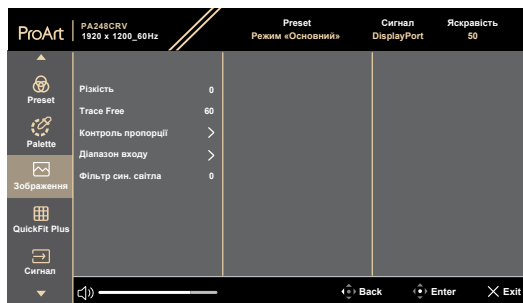 ProArt
PA248CRV
1920 x 1200_60Hz
Preset
Режим «Основний»
Сигнал
DisplayPort
Яскравість
50
Preset
Palette
Зображення
QuickFit Plus
Сигнал
Різкість 0
Trace Free 60
Контроль пропорції
Діапазон входу
Фільтр син. світла 0
Back
Enter
Exit